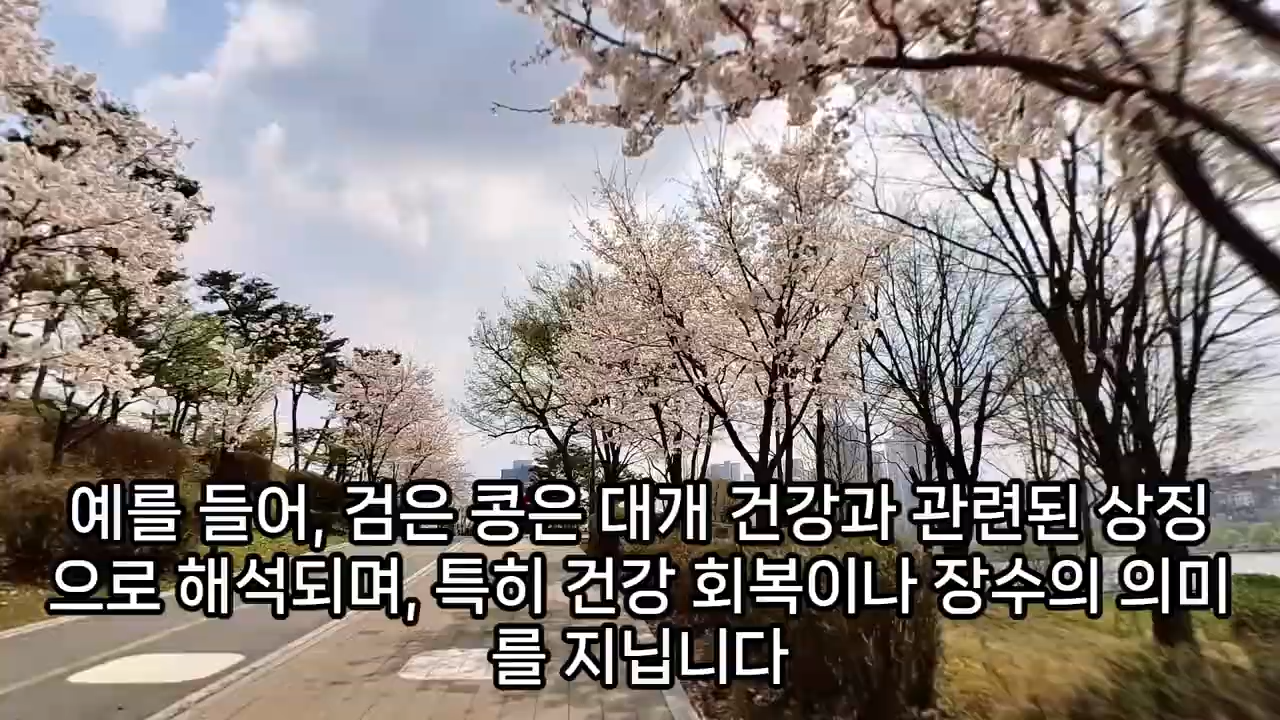 예를 들어, 검은 콩은 대개 건강과 관련된 상징
으로 해석되며, 특히 건강 회복이나 장수의 의미
를 지닙니다